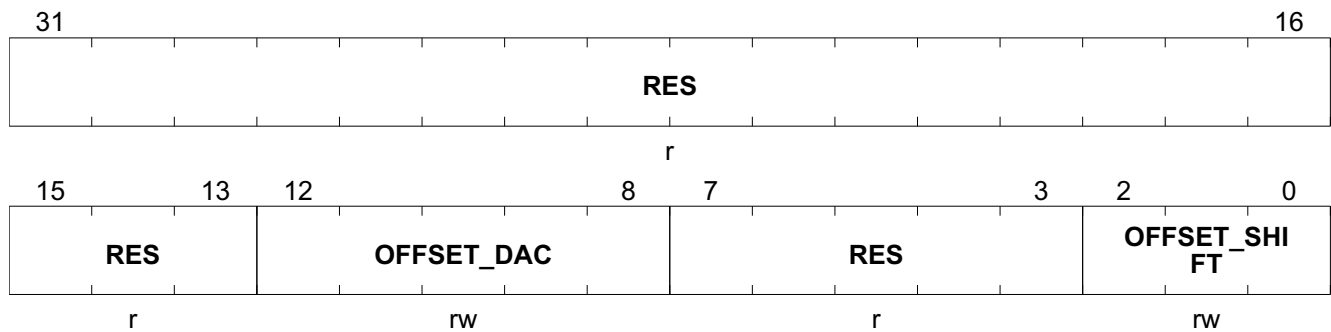 31 16
RES
r
15 13 12 8 7 3 2 0
RES OFFSET_DAC RES OFFSET_SHI
FT
r rw r rw